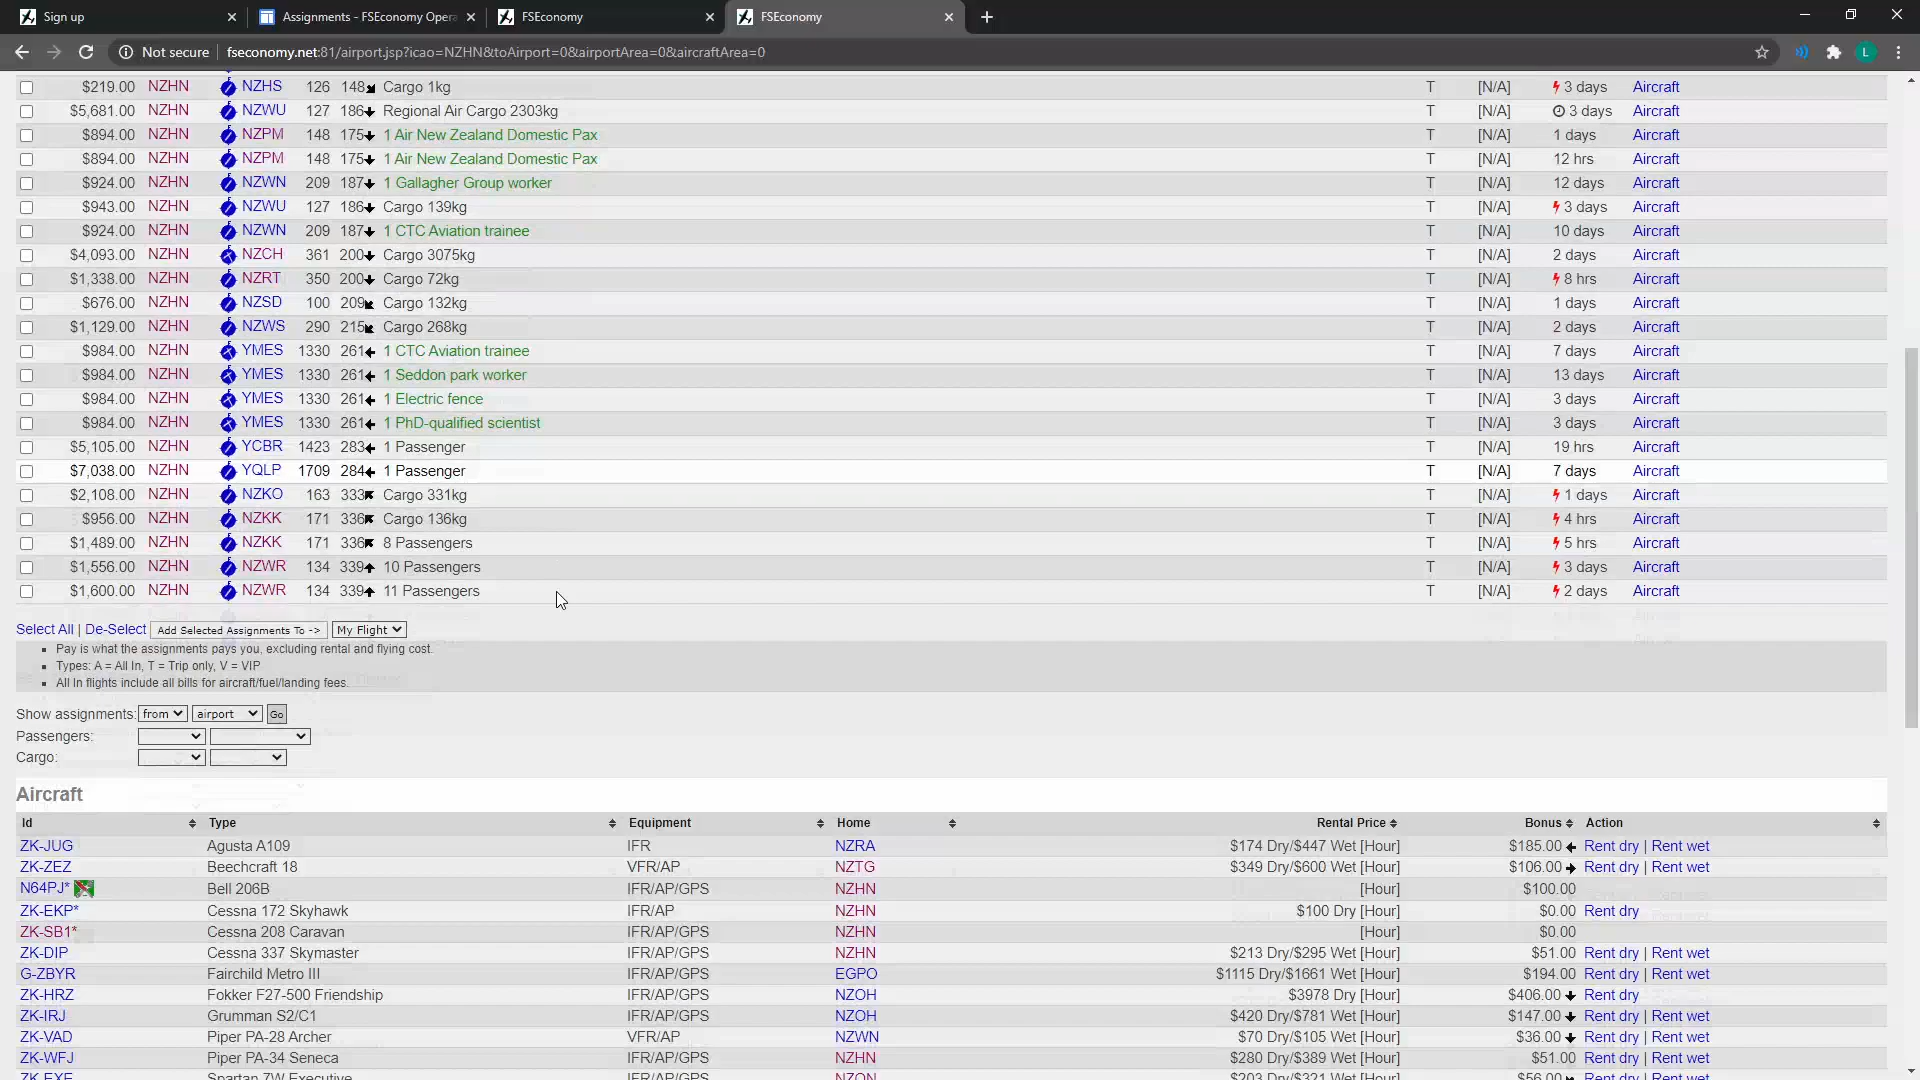 Sign up
Assignments - FSEconomy Opera
FSEconomy
FSEconomy
Not secure fseconomy.net:81/airport.jsp?icao=NZHN&toAirport=0&airportArea=0&aircraftArea=0
L
$219.00 NZHN NZHS 126 148 Cargo 1kg T [N/A] 3 days Aircraft
$5,681.00 NZHN NZWU 127 186 Regional Air Cargo 2303kg T [N/A] 3 days Aircraft
$894.00 NZHN NZPM 148 175 1 Air New Zealand Domestic Pax T [N/A] 1 days Aircraft
$894.00 NZHN NZPM 148 175 1 Air New Zealand Domestic Pax T [N/A] 12 hrs Aircraft
$924.00 NZHN NZWN 209 187 1 Gallagher Group worker T [N/A] 12 days Aircraft
$943.00 NZHN NZWU 127 186 Cargo 139kg T [N/A] 3 days Aircraft
$924.00 NZHN NZWN 209 187 1 CTC Aviation trainee T [N/A] 10 days Aircraft
$4,093.00 NZHN NZCH 361 200 Cargo 3075kg T [N/A] 2 days Aircraft
$1,338.00 NZHN NZRT 350 200 Cargo 72kg T [N/A] 8 hrs Aircraft
$676.00 NZHN NZSD 100 209 Cargo 132kg T [N/A] 1 days Aircraft
$1,129.00 NZHN NZWS 290 215 Cargo 268kg T [N/A] 2 days Aircraft
$984.00 NZHN YMES 1330 261 1 CTC Aviation trainee T [N/A] 7 days Aircraft
$984.00 NZHN YMES 1330 261 1 Seddon park worker T [N/A] 13 days Aircraft
$984.00 NZHN YMES 1330 261 1 Electric fence T [N/A] 3 days Aircraft
$984.00 NZHN YMES 1330 261 1 PhD-qualified scientist T [N/A] 3 days Aircraft
$5,105.00 NZHN YCBR 1423 283 1 Passenger T [N/A] 19 hrs Aircraft
$7,038.00 NZHN YQLP 1709 284 1 Passenger T [N/A] 7 days Aircraft
$2,108.00 NZHN NZKO 163 333 Cargo 331kg T [N/A] 1 days Aircraft
$956.00 NZHN NZKK 171 336 Cargo 136kg T [N/A] 4 hrs Aircraft
$1,489.00 NZHN NZKK 171 336 8 Passengers T [N/A] 5 hrs Aircraft
$1,556.00 NZHN NZWR 134 339 10 Passengers T [N/A] 3 days Aircraft
$1,600.00 NZHN NZWR 134 339 11 Passengers T [N/A] 2 days Aircraft
Select All | De-Select Add Selected Assignments To -> My Flight
Pay is what the assignments pays you, excluding rental and flying cost.
Types: A = All In, T = Trip only, V = VIP
All In flights include all bills for aircraft/fuel/landing fees.
Show assignments: from airport Go
Passengers:
Cargo:
Aircraft
Id Type Equipment Home Rental Price Bonus Action
ZK-JUG Agusta A109 IFR NZRA $174 Dry/$447 Wet [Hour] $185.00 Rent dry | Rent wet
ZK-ZEZ Beechcraft 18 VFR/AP NZTG $349 Dry/$600 Wet [Hour] $106.00 Rent dry | Rent wet
N64PJ* Bell 206B IFR/AP/GPS NZHN [Hour] $100.00
ZK-EKP* Cessna 172 Skyhawk IFR/AP NZHN $100 Dry [Hour] $0.00 Rent dry
ZK-SB1* Cessna 208 Caravan IFR/AP/GPS NZHN [Hour] $0.00
ZK-DIP Cessna 337 Skymaster IFR/AP/GPS NZHN $213 Dry/$295 Wet [Hour] $51.00 Rent dry | Rent wet
G-ZBYR Fairchild Metro III IFR/AP/GPS EGPO $1115 Dry/$1661 Wet [Hour] $194.00 Rent dry | Rent wet
ZK-HRZ Fokker F27-500 Friendship IFR/AP/GPS NZOH $3978 Dry [Hour] $406.00 Rent dry
ZK-IRJ Grumman S2/C1 IFR/AP/GPS NZOH $420 Dry/$781 Wet [Hour] $147.00 Rent dry | Rent wet
ZK-VAD Piper PA-28 Archer VFR/AP NZWN $70 Dry/$105 Wet [Hour] $36.00 Rent dry | Rent wet
ZK-WFJ Piper PA-34 Seneca IFR/AP/GPS NZHN $280 Dry/$389 Wet [Hour] $51.00 Rent dry | Rent wet
Spartan 7W Executive IFR/AP/GPS $203 Dry/$321 Wet [Hour] $56.00 Rent dry | Rent wet